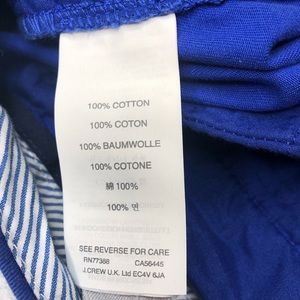 100% COTTON
100% COTON
100% BAUMWOLLE
100% COTONE
綿 100%
100% 면
SEE REVERSE FOR CARE
RN77388 CA56445
J.CREW U.K. Ltd EC4V 6JA